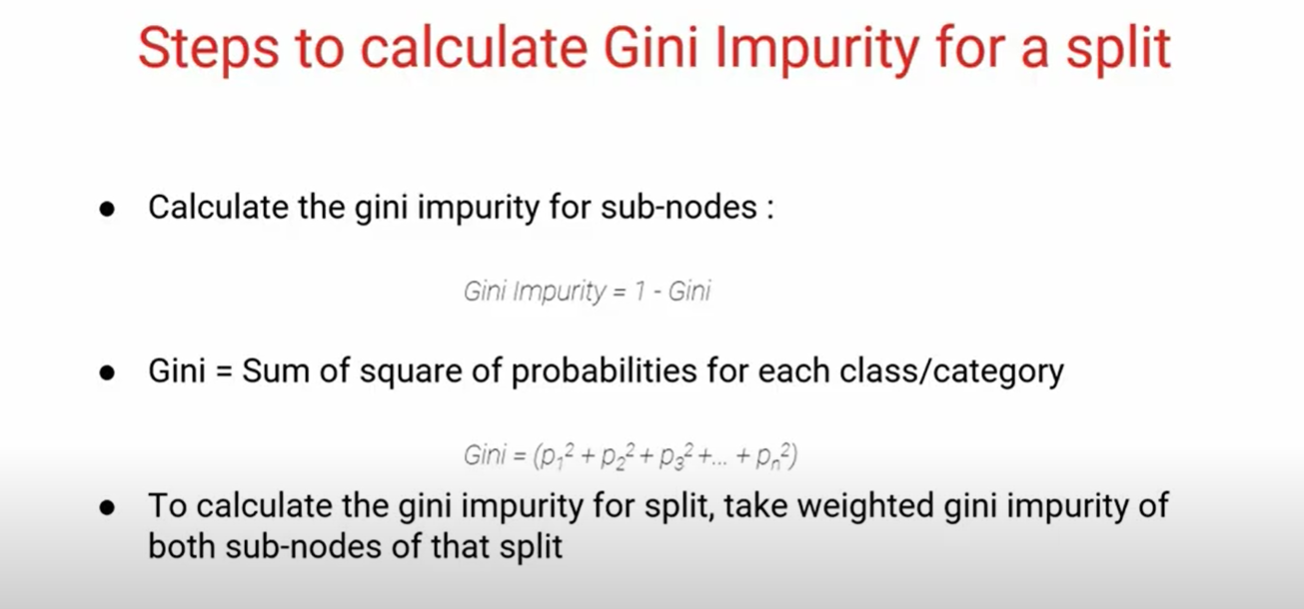 Steps to calculate Gini Impurity for a split
● Calculate the gini impurity for sub-nodes :
Gini Impurity = 1 - Gini
● Gini = Sum of square of probabilities for each class/category
Gini = (p₁² + p₂² + p₃² +... + pₙ²)
● To calculate the gini impurity for split, take weighted gini impurity of
both sub-nodes of that split